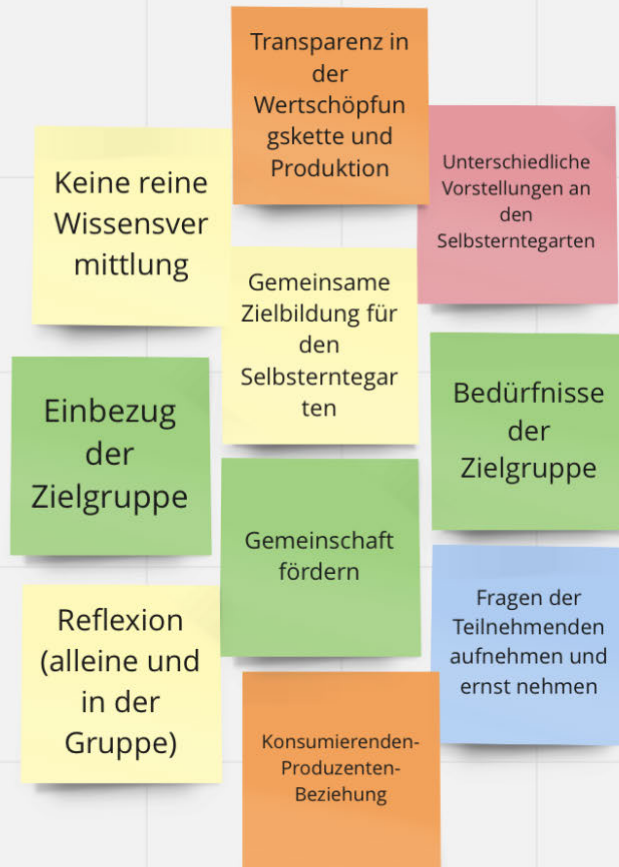 Transparenz in
der
Wertschöpfun
gskette und
Produktion
Keine reine
Wissensver
mittlung
Unterschiedliche
Vorstellungen an
den
Selbsterntegarten
Gemeinsame
Zielbildung für
den
Selbsterntegar
ten
Einbezug
der
Zielgruppe
Bedürfnisse
der
Zielgruppe
Gemeinschaft
fördern
Fragen der
Teilnehmenden
aufnehmen und
ernst nehmen
Reflexion
(alleine und
in der
Gruppe)
Konsumierenden-
Produzenten-
Beziehung